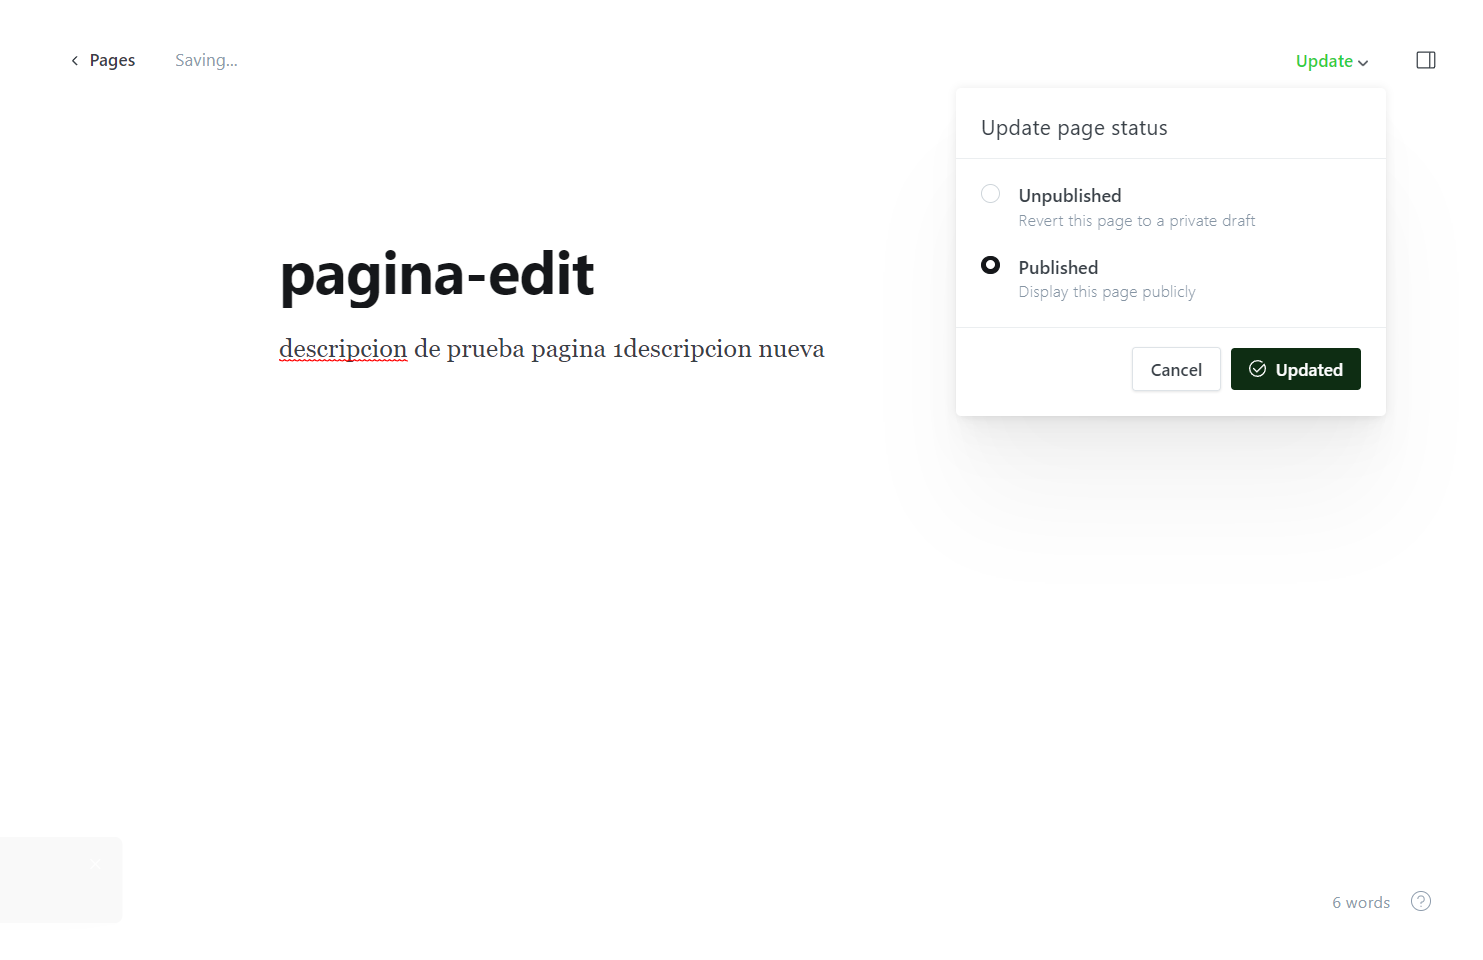 Pages
Saving...
Update
Update page status
Unpublished
Revert this page to a private draft
Published
Display this page publicly
Cancel
Updated
pagina-edit
descripcion de prueba pagina 1descripcion nueva
6 words